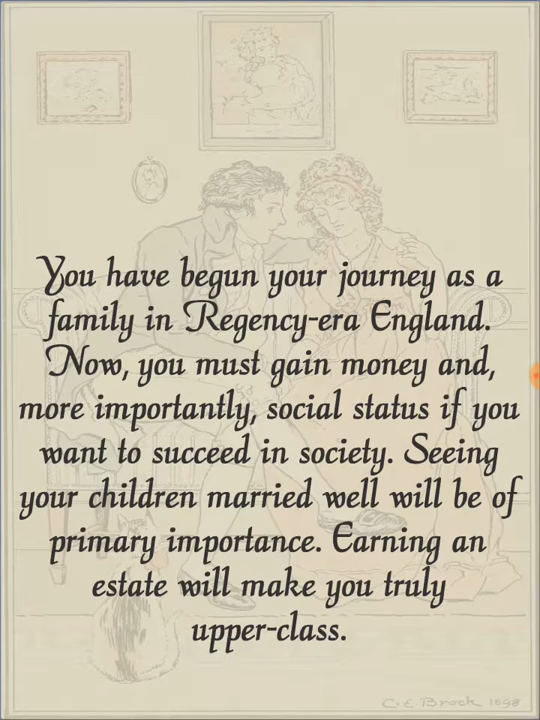 You have begun your journey as a
family in Regency-era England.
Now, you must gain money and,
more importantly, social status if you
want to succeed in society. Seeing
your children married well will be of
primary importance. Earning an
estate will make you truly
upper-class.
C. E. Brock 1898